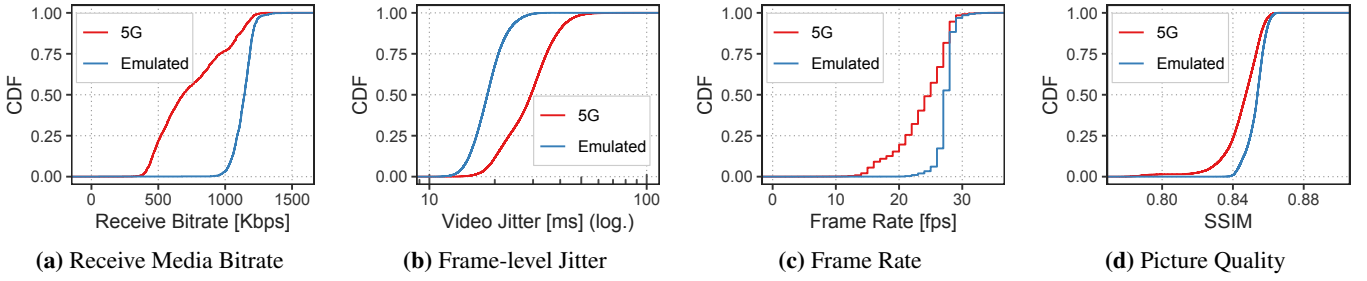 CDF
1.00
0.75
0.50
0.25
0.00
5G
Emulated
0
500
1000
1500
Receive Bitrate [Kbps]
(a) Receive Media Bitrate
CDF
1.00
0.75
0.50
0.25
0.00
5G
Emulated
10
100
Video Jitter [ms] (log.)
(b) Frame-level Jitter
CDF
1.00
0.75
0.50
0.25
0.00
5G
Emulated
0
10
20
30
Frame Rate [fps]
(c) Frame Rate
CDF
1.00
0.75
0.50
0.25
0.00
5G
Emulated
0.80
0.84
0.88
SSIM
(d) Picture Quality